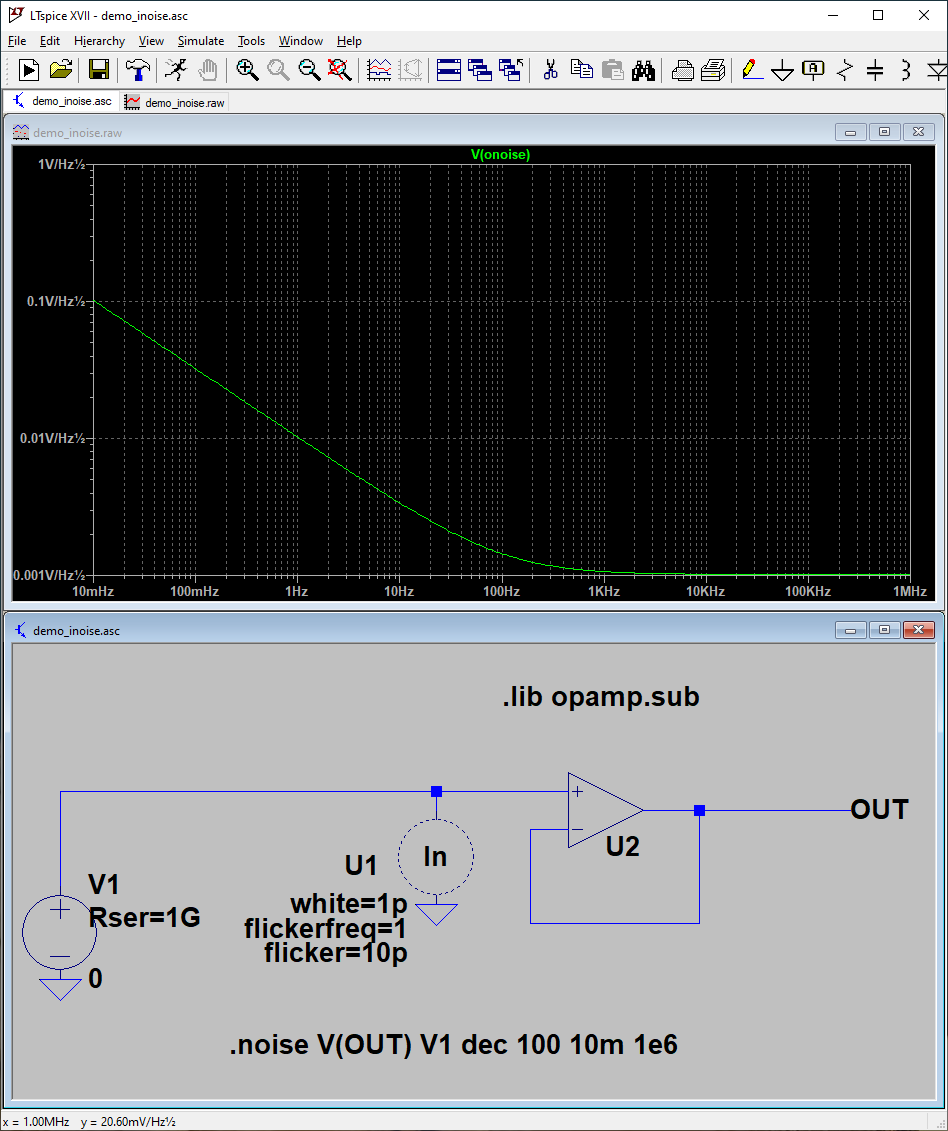 LTspice XVII - demo_inoise.asc
File Edit Hierarchy View Simulate Tools Window Help
demo_inoise.asc demo_inoise.raw
demo_inoise.raw
V(onoise)
1V/Hz½
0.1V/Hz½
0.01V/Hz½
0.001V/Hz½
10mHz 100mHz 1Hz 10Hz 100Hz 1KHz 10KHz 100KHz 1MHz
demo_inoise.asc
.lib opamp.sub
OUT
U2
In
U1
white=1p
flickerfreq=1
flicker=10p
V1
Rser=1G
0
.noise V(OUT) V1 dec 100 10m 1e6
x = 1.00MHz y = 20.60mV/Hz½